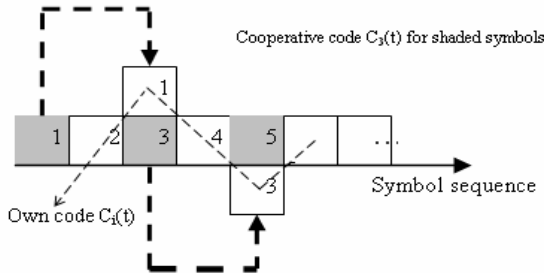 Cooperative code C₃(t) for shaded symbols
1
1 2 3 4 5 ...
3
Symbol sequence
Own code Cᵢ(t)